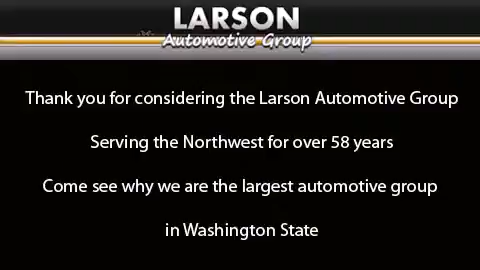 LARSON
Automotive Group
Thank you for considering the Larson Automotive Group
Serving the Northwest for over 58 years
Come see why we are the largest automotive group
in Washington State